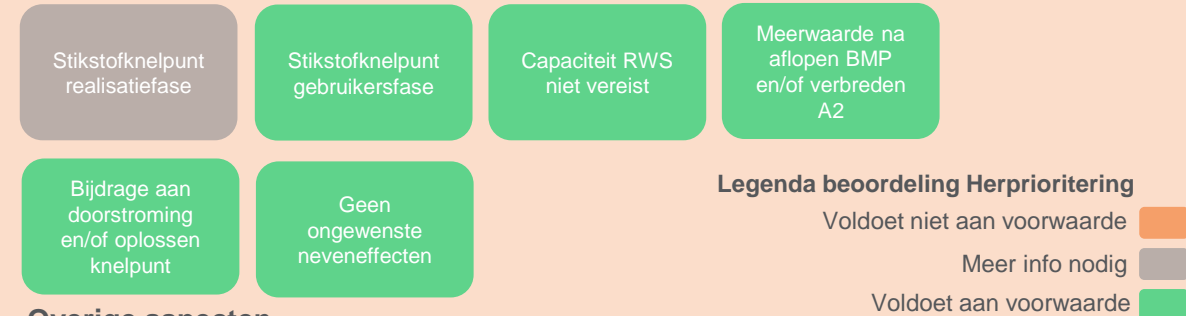 Stikstofknelpunt
realisatiefase
Stikstofknelpunt
gebruikersfase
Capaciteit RWS
niet vereist
Meerwaarde na
aflopen BMP
en/of verbreden
A2
Bijdrage aan
doorstroming
en/of oplossen
knelpunt
Geen
ongewenste
neveneffecten
Legenda beoordeling Herprioritering
Voldoet niet aan voorwaarde
Meer info nodig
Voldoet aan voorwaarde
Overige aspecten